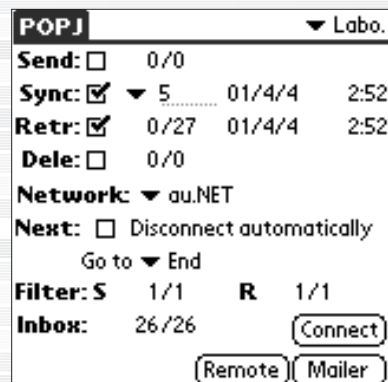 POPJ Labo.
Send: 0/0
Sync: 5 01/4/4 2:52
Retr: 0/27 01/4/4 2:52
Dele: 0/0
Network: au.NET
Next: Disconnect automatically
Go to End
Filter: S 1/1 R 1/1
Inbox: 26/26 Connect
Remote Mailer